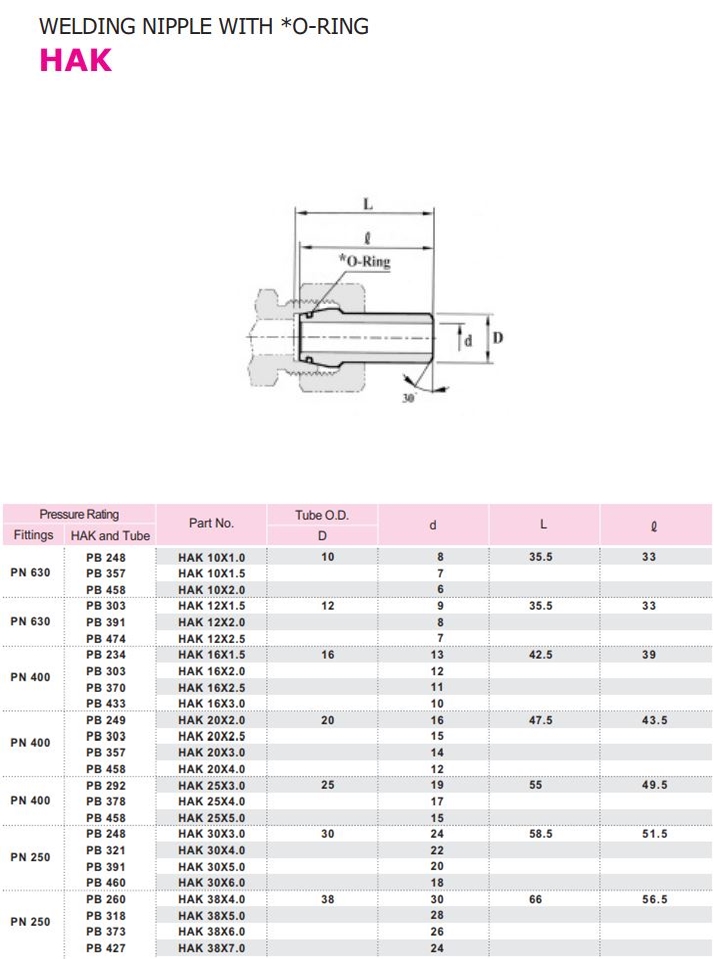 WELDING NIPPLE WITH *O-RING
HAK
L
ℓ
*O-Ring
d
D
30°
Pressure Rating Part No. Tube O.D. d L ℓ
Fittings HAK and Tube D
PN 630 PB 248 HAK 10X1.0 10 8 35.5 33
PB 357 HAK 10X1.5 7
PB 458 HAK 10X2.0 6
PN 630 PB 303 HAK 12X1.5 12 9 35.5 33
PB 391 HAK 12X2.0 8
PB 474 HAK 12X2.5 7
PN 400 PB 234 HAK 16X1.5 16 13 42.5 39
PB 303 HAK 16X2.0 12
PB 370 HAK 16X2.5 11
PB 433 HAK 16X3.0 10
PN 400 PB 249 HAK 20X2.0 20 16 47.5 43.5
PB 303 HAK 20X2.5 15
PB 357 HAK 20X3.0 14
PB 458 HAK 20X4.0 12
PN 400 PB 292 HAK 25X3.0 25 19 55 49.5
PB 378 HAK 25X4.0 17
PB 458 HAK 25X5.0 15
PN 250 PB 248 HAK 30X3.0 30 24 58.5 51.5
PB 321 HAK 30X4.0 22
PB 391 HAK 30X5.0 20
PB 460 HAK 30X6.0 18
PN 250 PB 260 HAK 38X4.0 38 30 66 56.5
PB 318 HAK 38X5.0 28
PB 373 HAK 38X6.0 26
PB 427 HAK 38X7.0 24